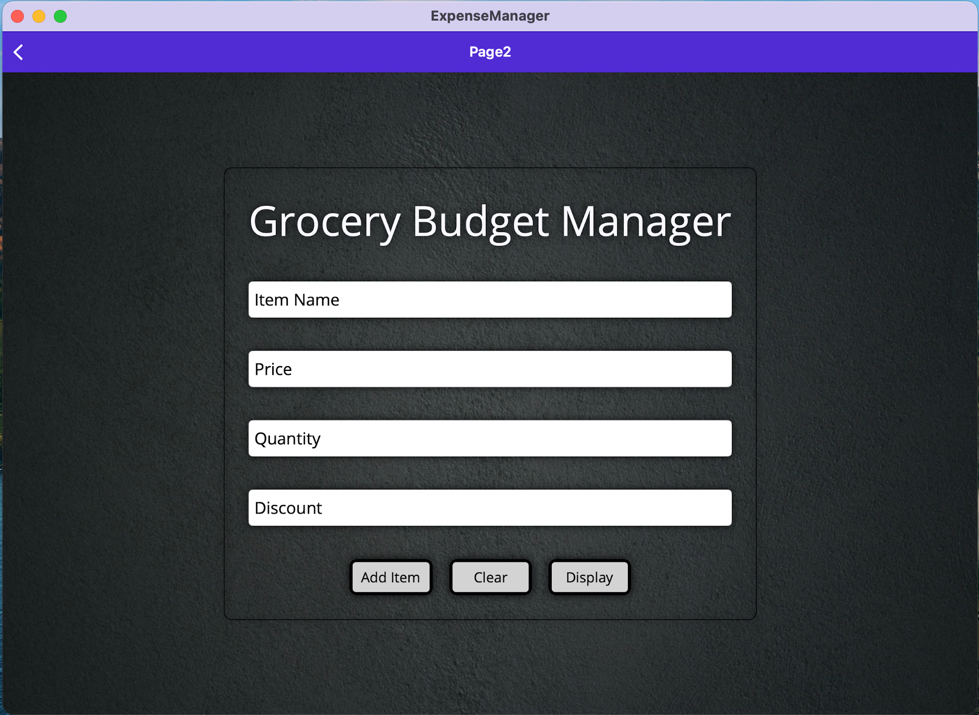 ExpenseManager
Page2
Grocery Budget Manager
Item Name
Price
Quantity
Discount
Add Item
Clear
Display